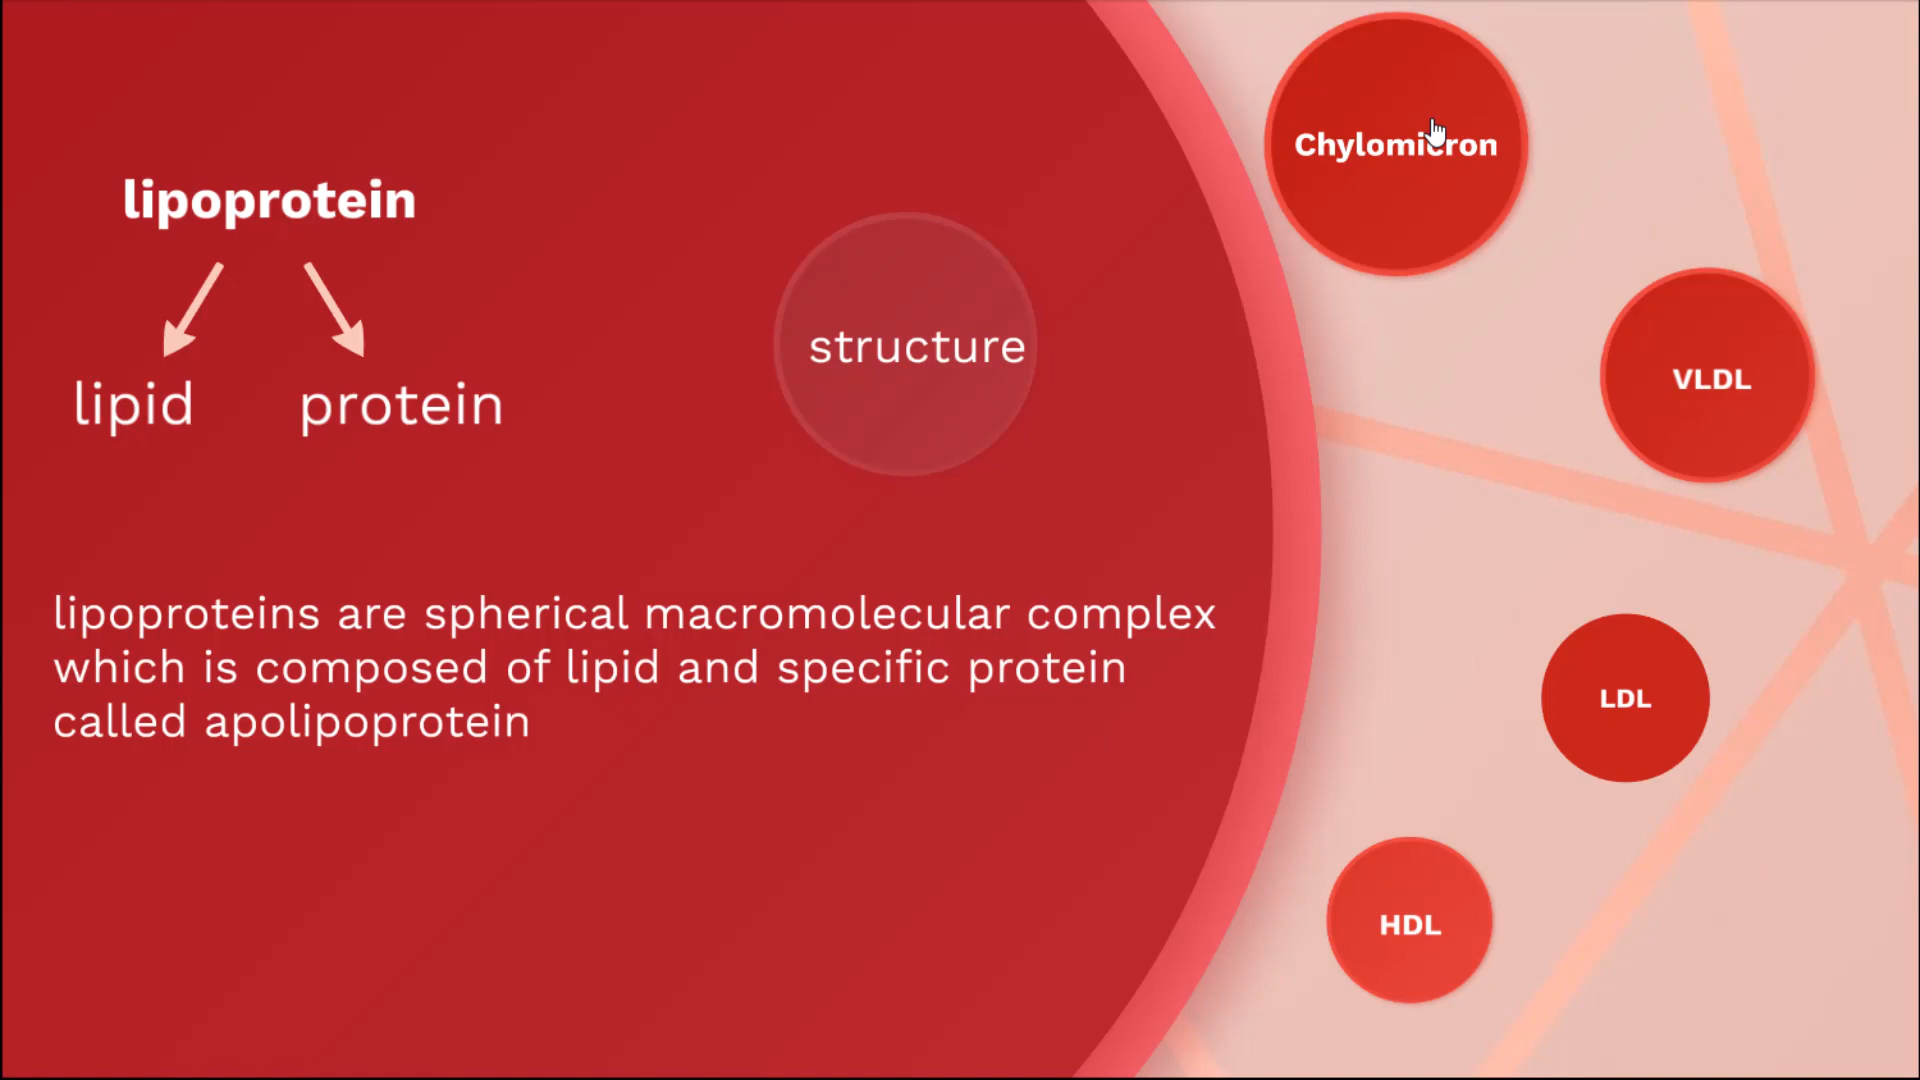 lipoprotein
lipid
protein
structure
lipoproteins are spherical macromolecular complex
which is composed of lipid and specific protein
called apolipoprotein
Chylomicron
VLDL
LDL
HDL